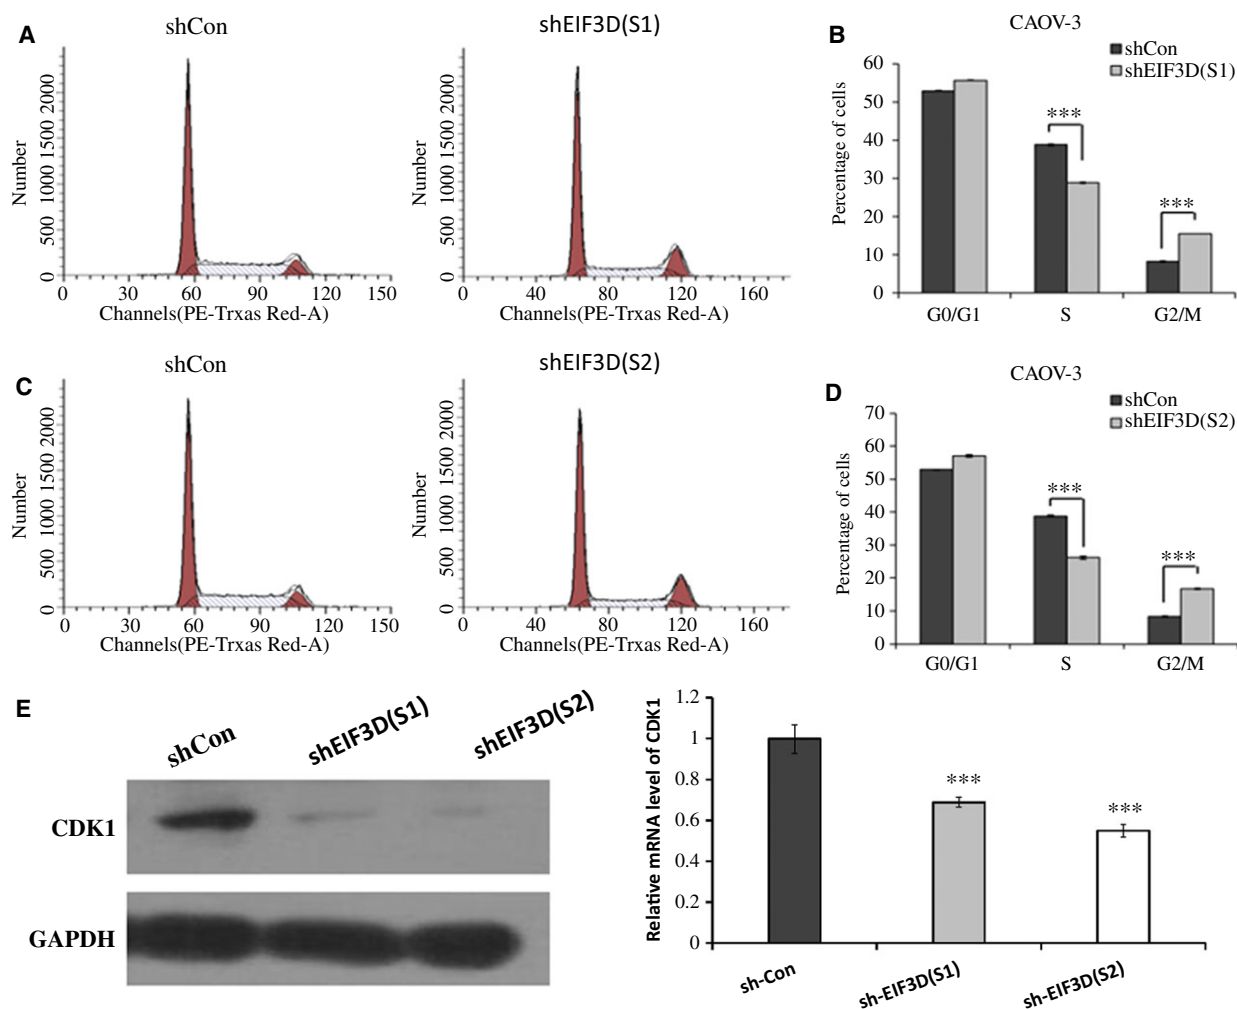 A
shCon
Number
0 500 1000 1500 2000
0 30 60 90 120 150
Channels(PE-Trxas Red-A)
shEIF3D(S1)
Number
0 500 1000 1500 2000
0 40 80 120 160
Channels(PE-Trxas Red-A)
B
CAOV-3
shCon
shEIF3D(S1)
Percentage of cells
60
50
40
30
20
10
0
***
***
G0/G1 S G2/M
C
shCon
Number
0 500 1000 1500 2000
0 30 60 90 120 150
Channels(PE-Trxas Red-A)
shEIF3D(S2)
Number
0 500 1000 1500 2000
0 40 80 120 160
Channels(PE-Trxas Red-A)
D
CAOV-3
shCon
shEIF3D(S2)
Percentage of cells
70
60
50
40
30
20
10
0
***
***
G0/G1 S G2/M
E
shCon shEIF3D(S1) shEIF3D(S2)
CDK1
GAPDH
Relative mRNA level of CDK1
1.2
1
0.8
0.6
0.4
0.2
0
***
***
sh-Con sh-EIF3D(S1) sh-EIF3D(S2)